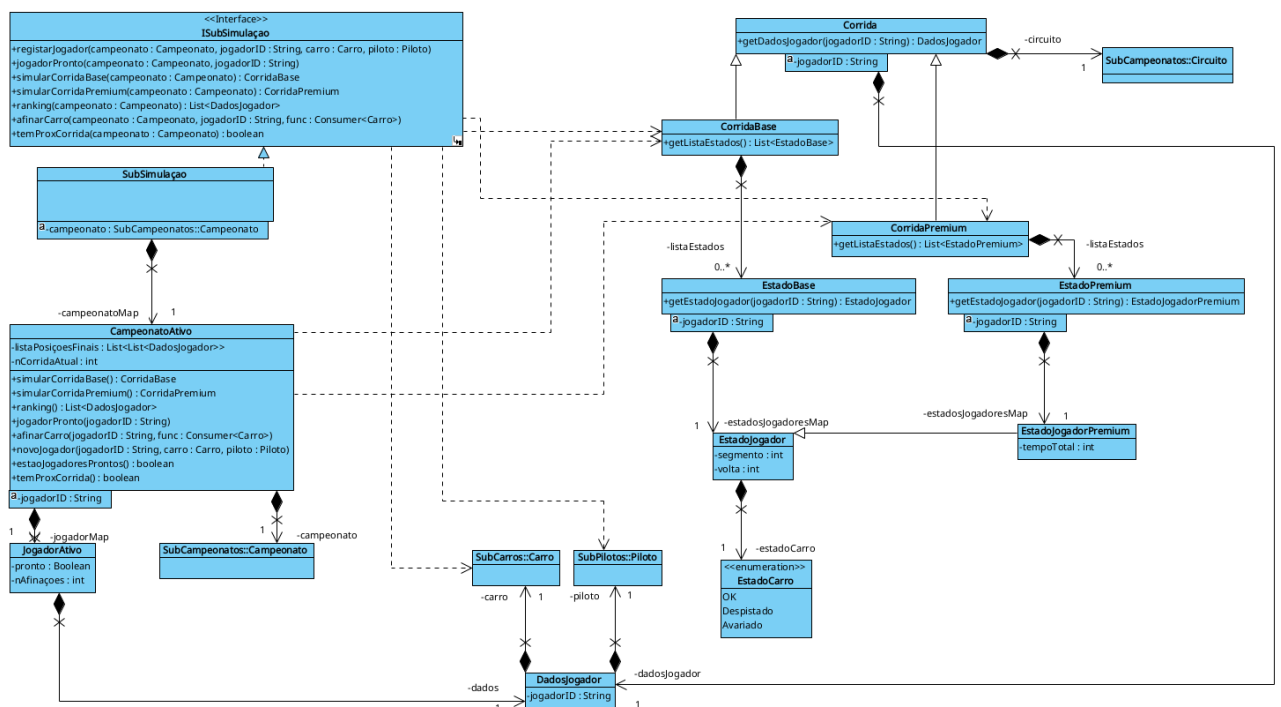 <<Interface>>
ISubSimulaçao
+registarJogador(campeonato : Campeonato, jogadorID : String, carro : Carro, piloto : Piloto)
+jogadorPronto(campeonato : Campeonato, jogadorID : String)
+simularCorridaBase(campeonato : Campeonato) : CorridaBase
+simularCorridaPremium(campeonato : Campeonato) : CorridaPremium
+ranking(campeonato : Campeonato) : List<DadosJogador>
+afinarCarro(campeonato : Campeonato, jogadorID : String, func : Consumer<Carro>)
+temProxCorrida(campeonato : Campeonato) : boolean
SubSimulaçao
a
-campeonato : SubCampeonatos::Campeonato
-campeonatoMap
1
CampeonatoAtivo
-listaPosiçoesFinais : List<List<DadosJogador>>
-nCorridaAtual : int
+simularCorridaBase() : CorridaBase
+simularCorridaPremium() : CorridaPremium
+ranking() : List<DadosJogador>
+jogadorPronto(jogadorID : String)
+afinarCarro(jogadorID : String, func : Consumer<Carro>)
+novoJogador(jogadorID : String, carro : Carro, piloto : Piloto)
+estaoJogadoresProntos() : boolean
+temProxCorrida() : boolean
a
-jogadorID : String
1
-jogadorMap
JogadorAtivo
-pronto : Boolean
-nAfinaçoes : int
1
-campeonato
SubCampeonatos::Campeonato
Corrida
+getDadosJogador(jogadorID : String) : DadosJogador
a
-jogadorID : String
-circuito
1
SubCampeonatos::Circuito
CorridaBase
+getListaEstados() : List<EstadoBase>
CorridaPremium
+getListaEstados() : List<EstadoPremium>
-listaEstados
0..*
-listaEstados
0..*
EstadoBase
+getEstadoJogador(jogadorID : String) : EstadoJogador
a
-jogadorID : String
EstadoPremium
+getEstadoJogador(jogadorID : String) : EstadoJogadorPremium
a
-jogadorID : String
1
-estadosJogadoresMap
-estadosJogadoresMap
1
EstadoJogador
-segmento : int
-volta : int
EstadoJogadorPremium
-tempoTotal : int
1
-estadoCarro
<<enumeration>>
EstadoCarro
OK
Despistado
Avariado
SubCarros::Carro
SubPilotos::Piloto
-carro
1
-piloto
1
DadosJogador
-jogadorID : String
-dados
1
-dadosJogador
1